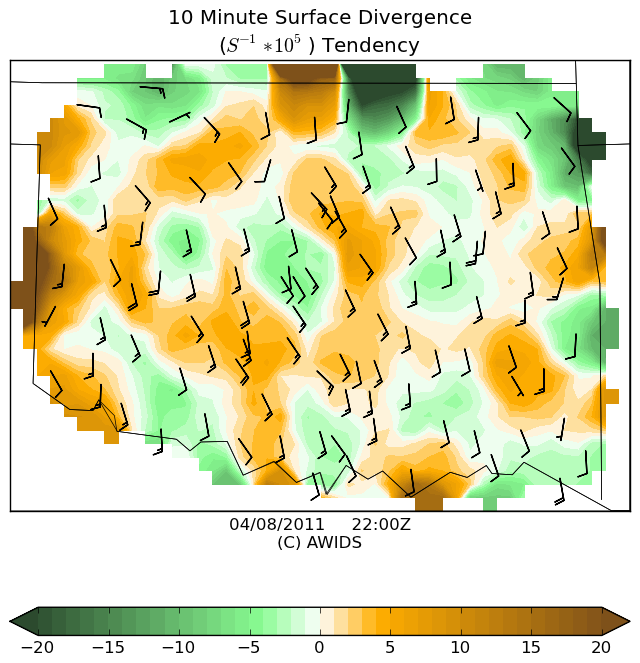 10 Minute Surface Divergence
(S⁻¹ *10⁵ ) Tendency
04/08/2011 22:00Z
(C) AWIDS
−20 −15 −10 −5 0 5 10 15 20